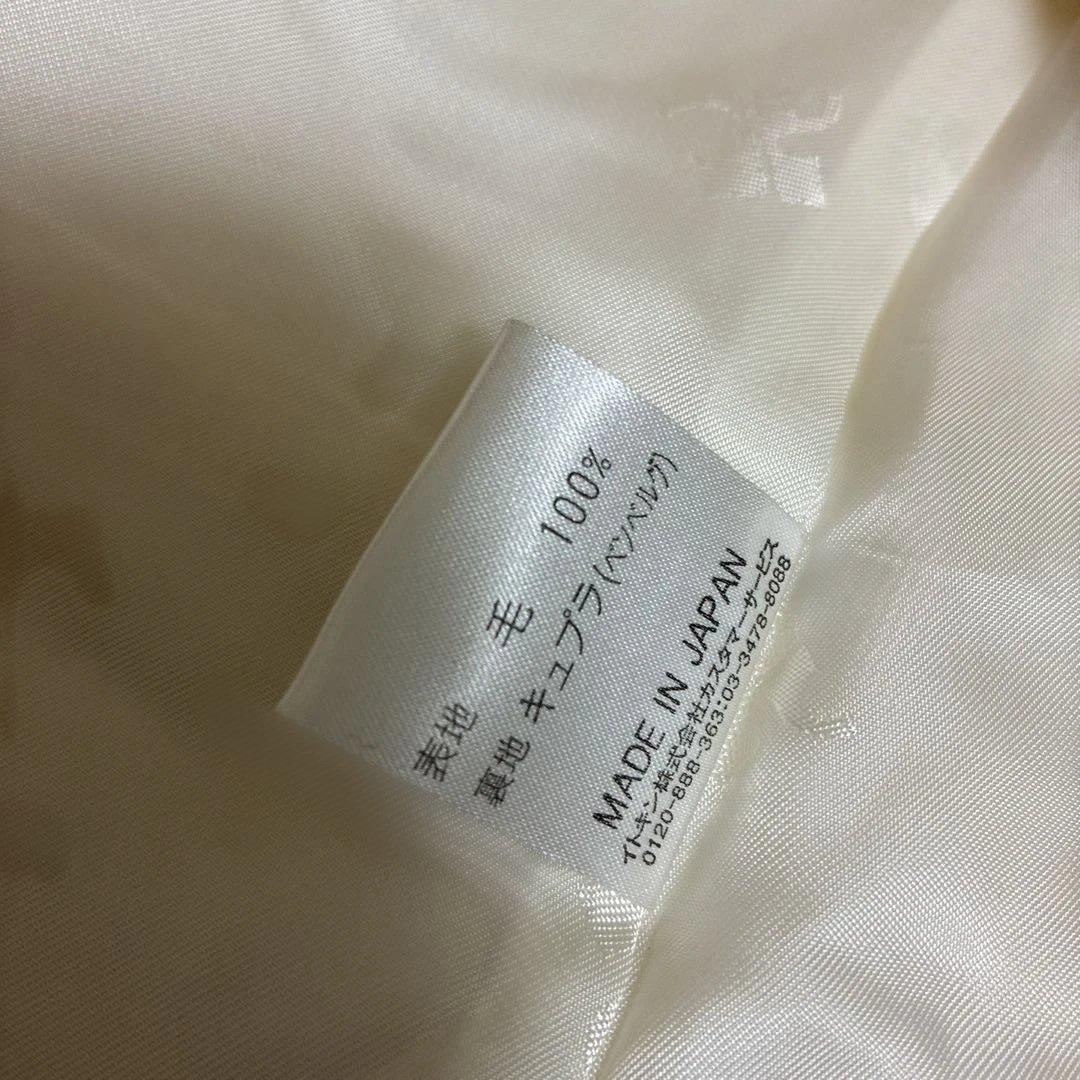 表地 毛 100%
裏地 キュプラ(ベンベルグ)
MADE IN JAPAN
イトキン株式会社カスタマーサービス
0120-888-363:03-3478-8088